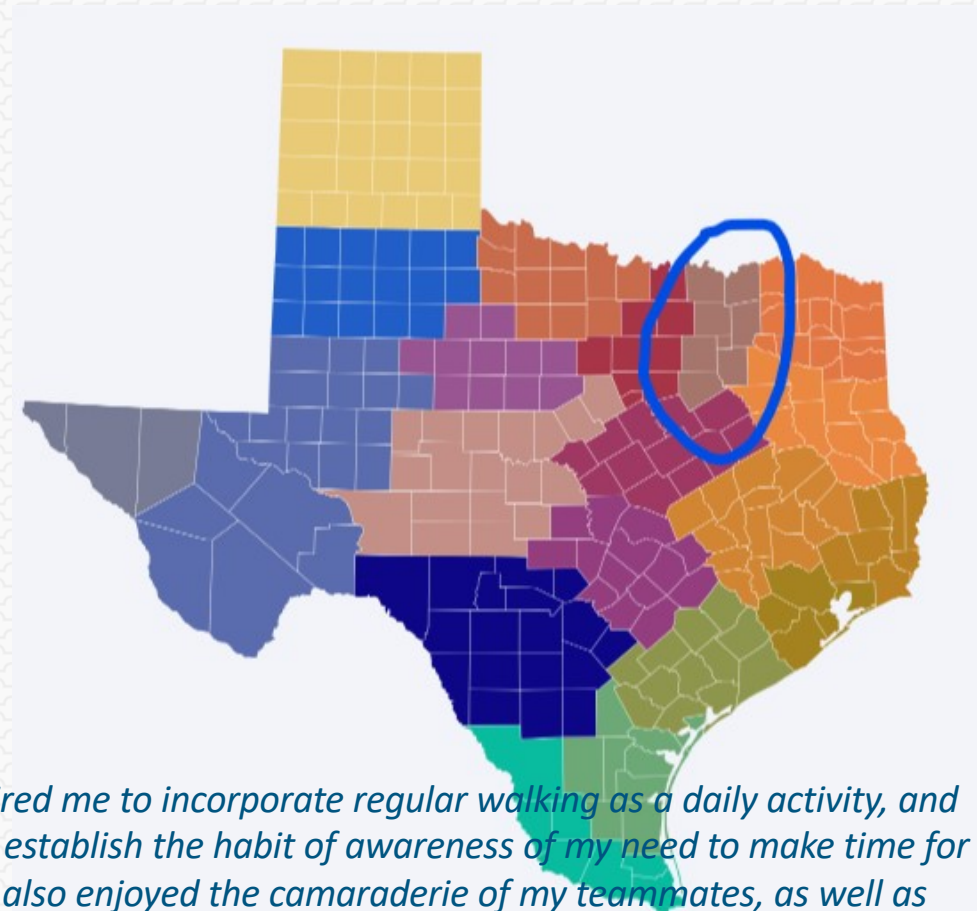 red me to incorporate regular walking as a daily activity, and
establish the habit of awareness of my need to make time for
also enjoyed the camaraderie of my teammates, as well as